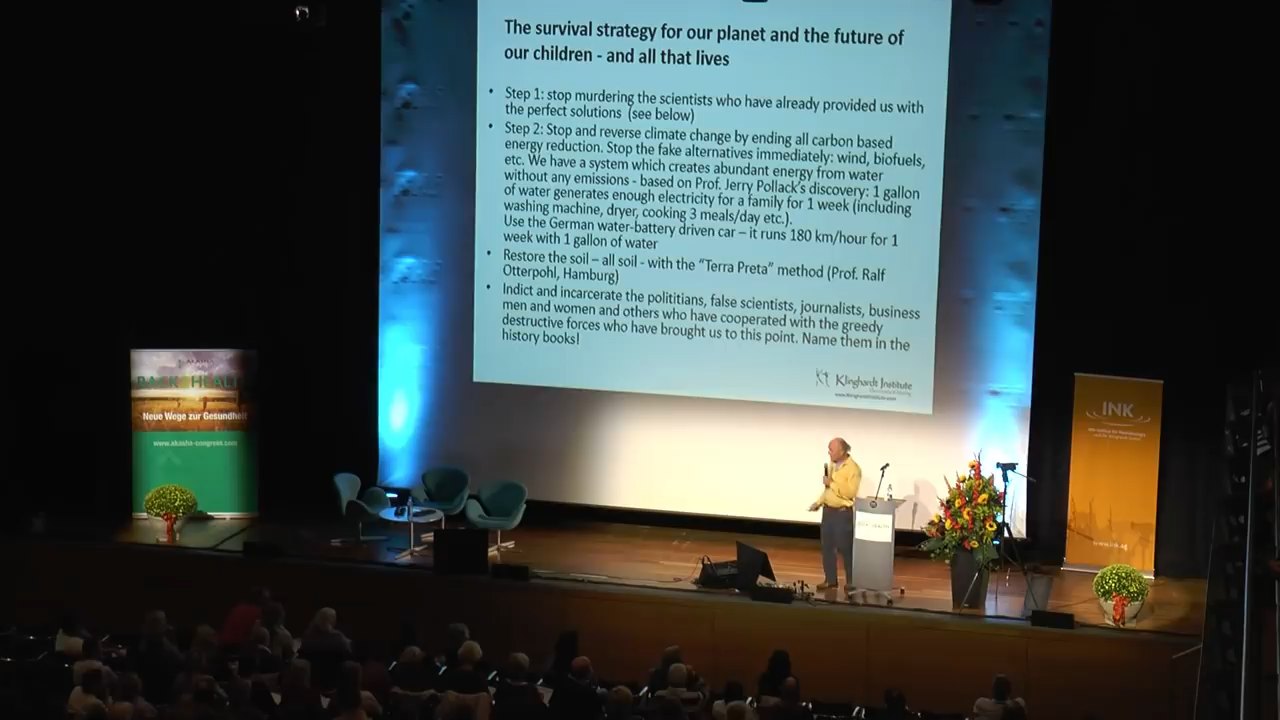 The survival strategy for our planet and the future of
our children - and all that lives
• Step 1: stop murdering the scientists who have already provided us with
the perfect solutions (see below)
• Step 2: Stop and reverse climate change by ending all carbon based
energy reduction. Stop the fake alternatives immediately: wind, biofuels,
etc. We have a system which creates abundant energy from water
without any emissions - based on Prof. Jerry Pollack's discovery: 1 gallon
of water generates enough electricity for a family for 1 week (including
washing machine, dryer, cooking 3 meals/day etc.).
Use the German water-battery driven car – it runs 180 km/hour for 1
week with 1 gallon of water
• Restore the soil – all soil - with the “Terra Preta” method (Prof. Ralf
Otterpohl, Hamburg)
• Indict and incarcerate the polititians, false scientists, journalists, business
men and women and others who have cooperated with the greedy
destructive forces who have brought us to this point. Name them in the
history books!
Klinghardt Institute
www.klinghardtinstitute.com
BACK HEALTH
Neue Wege zur Gesundheit
www.akasha-congress.com
INK
www.ink.ag